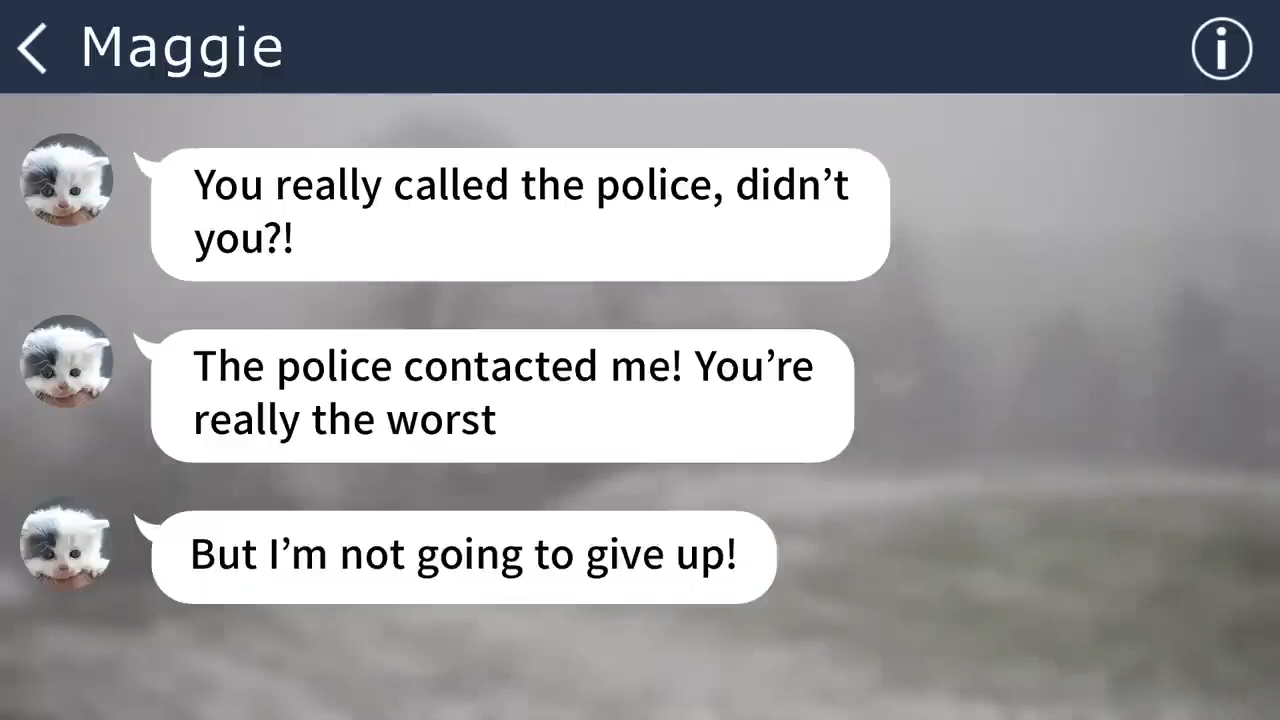 Maggie
You really called the police, didn’t
you?!
The police contacted me! You’re
really the worst
But I’m not going to give up!